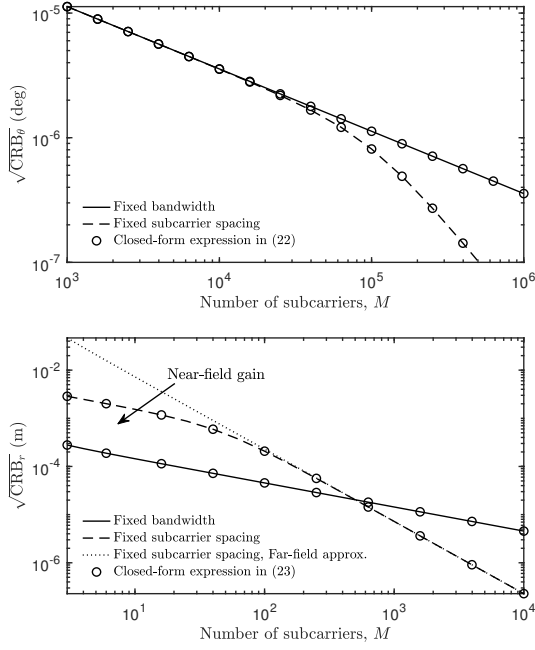 10^-5
10^-6
10^-7
√CRB_θ (deg)
Fixed bandwidth
Fixed subcarrier spacing
Closed-form expression in (22)
10^3 10^4 10^5 10^6
Number of subcarriers, M
10^-2
10^-4
10^-6
√CRB_r (m)
Near-field gain
Fixed bandwidth
Fixed subcarrier spacing
Fixed subcarrier spacing, Far-field approx.
Closed-form expression in (23)
10^1 10^2 10^3 10^4
Number of subcarriers, M